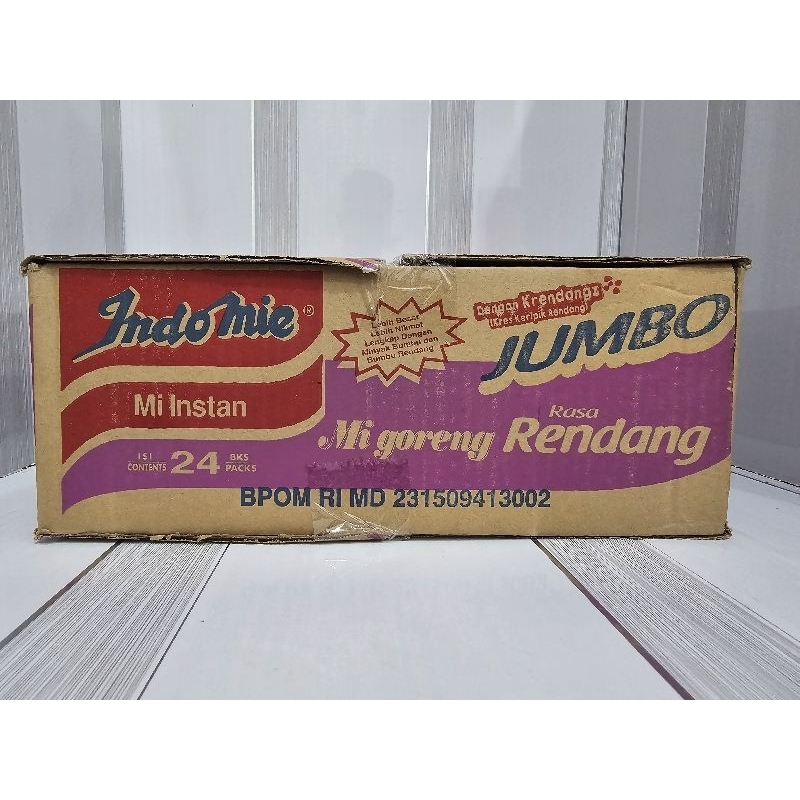 Indomie®
Mi Instan
ISI
CONTENTS
24
BKS
PACKS
Lebih Besar
Lebih Nikmat
Lengkap Dengan
Minyak Bumbu dan
Bumbu Rendang
Dengan Krendangz
(Kres Keripik Rendang)
JUMBO
Mi goreng
Rasa
Rendang
BPOM RI MD 231509413002